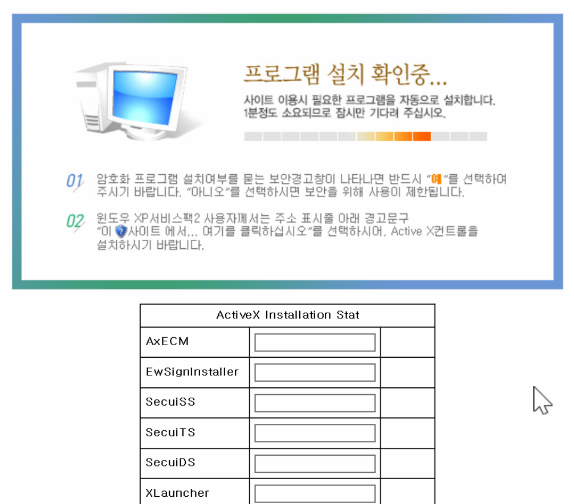 프로그램 설치 확인중...
사이트 이용시 필요한 프로그램을 자동으로 설치합니다.
1분정도 소요되므로 잠시만 기다려 주십시오.
01 암호화 프로그램 설치여부를 묻는 보안경고창이 나타나면 반드시 "예"를 선택하여
주시기 바랍니다. "아니오"를 선택하시면 보안을 위해 사용이 제한됩니다.
02 윈도우 XP서비스팩2 사용자께서는 주소 표시줄 아래 경고문구
"이 사이트 에서... 여기를 클릭하십시오"를 선택하시어, Active X컨트롤을
설치하시기 바랍니다.
ActiveX Installation Stat
AxECM
EwSignInstaller
SecuiSS
SecuiTS
SecuiDS
XLauncher